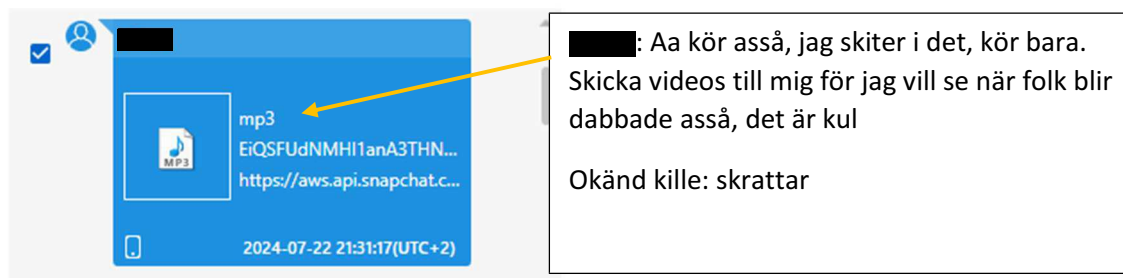 mp3
EiQSFUdNMHI1anA3THN...
https://aws.api.snapchat.c...
MP3
2024-07-22 21:31:17(UTC+2)
: Aa kör asså, jag skiter i det, kör bara.
Skicka videos till mig för jag vill se när folk blir
dabbade asså, det är kul
Okänd kille: skrattar